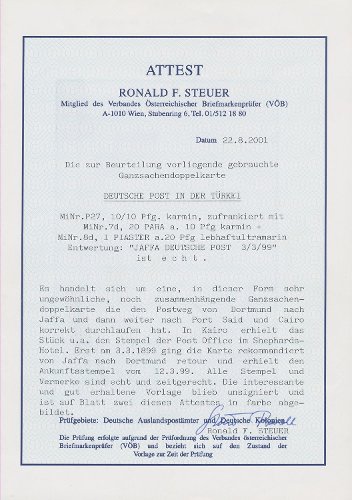 ATTEST
RONALD F. STEUER
Mitglied des Verbandes Österreichischer Briefmarkenprüfer (VÖB)
A-1010 Wien, Stubenring 6, Tel. 01/512 18 80
Datum 22.8.2001
Die zur Beurteilung vorliegende gebrauchte
Ganzsachendoppelkarte
DEUTSCHE POST IN DER TÜRKEI
MiNr.P27, 10/10 Pfg. karmin, zufrankiert mit
MiNr.7d, 20 PARA a. 10 Pfg karmin +
MiNr.8d, 1 PIASTER a.20 Pfg lebhaftultramarin
Entwertung: "JAFFA DEUTSCHE POST 3/3/99"
ist e c h t .
Es handelt sich um eine, in dieser Form sehr
ungewöhnliche, noch zusammenhängende Ganzsachen-
doppelkarte die den Postweg von Dortmund nach
Jaffa und dann weiter nach Port Said und Cairo
korrekt durchlaufen hat. In Kairo erhielt das
Stück u.a. den Stempel der Post Office im Shephards-
Hotel. Erst am 3.3.1899 ging die Karte rekommandiert
von Jaffa nach Dortmund retour und erhielt den
Ankunftsstempel vom 12.3.99. Alle Stempel und
Vermerke sind echt und zeitgerecht. Die interessante
und gut erhaltene Vorlage blieb unsigniert und
ist auf Blatt zwei dieses Attestes in farbe abge-
bildet.
Prüfgebiete: Deutsche Auslandspostämter und Deutsche Kolonien
Ronald F. STEUER
Die Prüfung erfolgte aufgrund der Prüfordnung des Verbandes österreichischer
Briefmarkenprüfer (VÖB) und bezieht sich auf den Zustand der
Vorlage zur Zeit der Prüfung